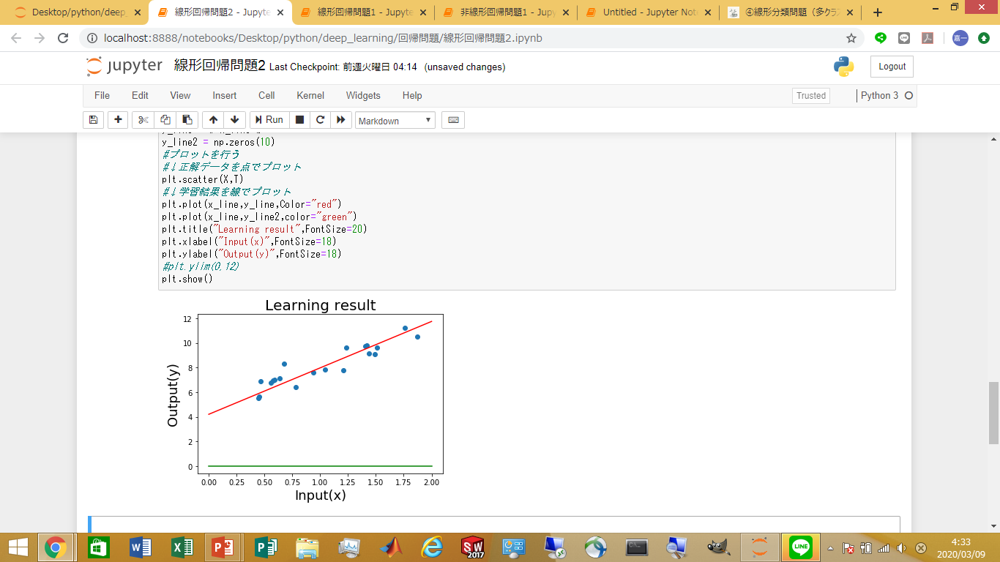 Desktop/python/deep_
線形回帰問題2 - Jupyte
線形回帰問題1 - Jupyte
非線形回帰問題1 - Jupy
Untitled - Jupyter Not
④線形分類問題（多クラス
localhost:8888/notebooks/Desktop/python/deep_learning/回帰問題/線形回帰問題2.ipynb
嘉一
jupyter 線形回帰問題2 Last Checkpoint: 前週火曜日 04:14 (unsaved changes)
Logout
File Edit View Insert Cell Kernel Widgets Help
Trusted
Python 3
Run
Markdown
y_line2 = np.zeros(10)
#プロットを行う
#↓正解データを点でプロット
plt.scatter(X,T)
#↓学習結果を線でプロット
plt.plot(x_line,y_line,Color="red")
plt.plot(x_line,y_line2,color="green")
plt.title("Learning result",FontSize=20)
plt.xlabel("Input(x)",FontSize=18)
plt.ylabel("Output(y)",FontSize=18)
#plt.ylim(0,12)
plt.show()
Learning result
Output(y)
12
10
8
6
4
2
0
0.00 0.25 0.50 0.75 1.00 1.25 1.50 1.75 2.00
Input(x)
SW
2017
LINE
4:33
2020/03/09